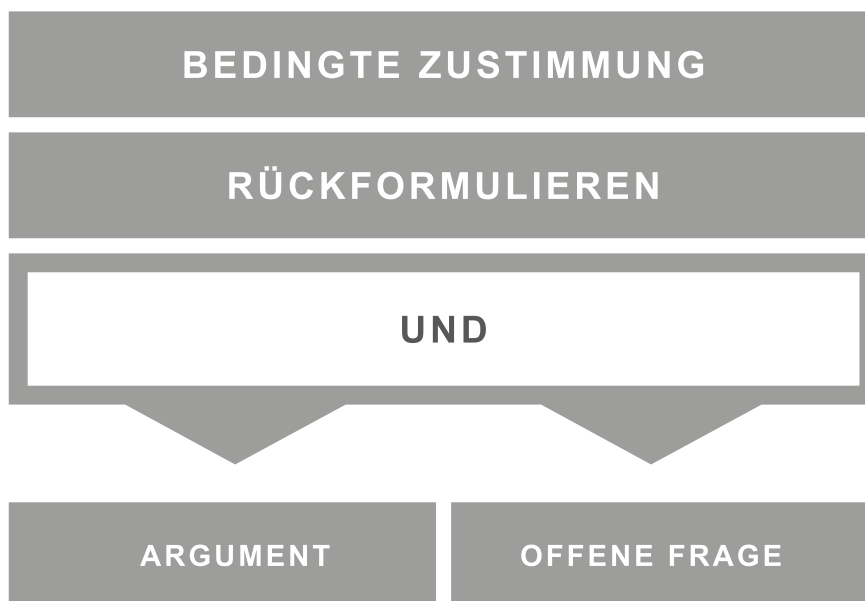 BEDINGTE ZUSTIMMUNG
RÜCKFORMULIEREN
UND
ARGUMENT
OFFENE FRAGE